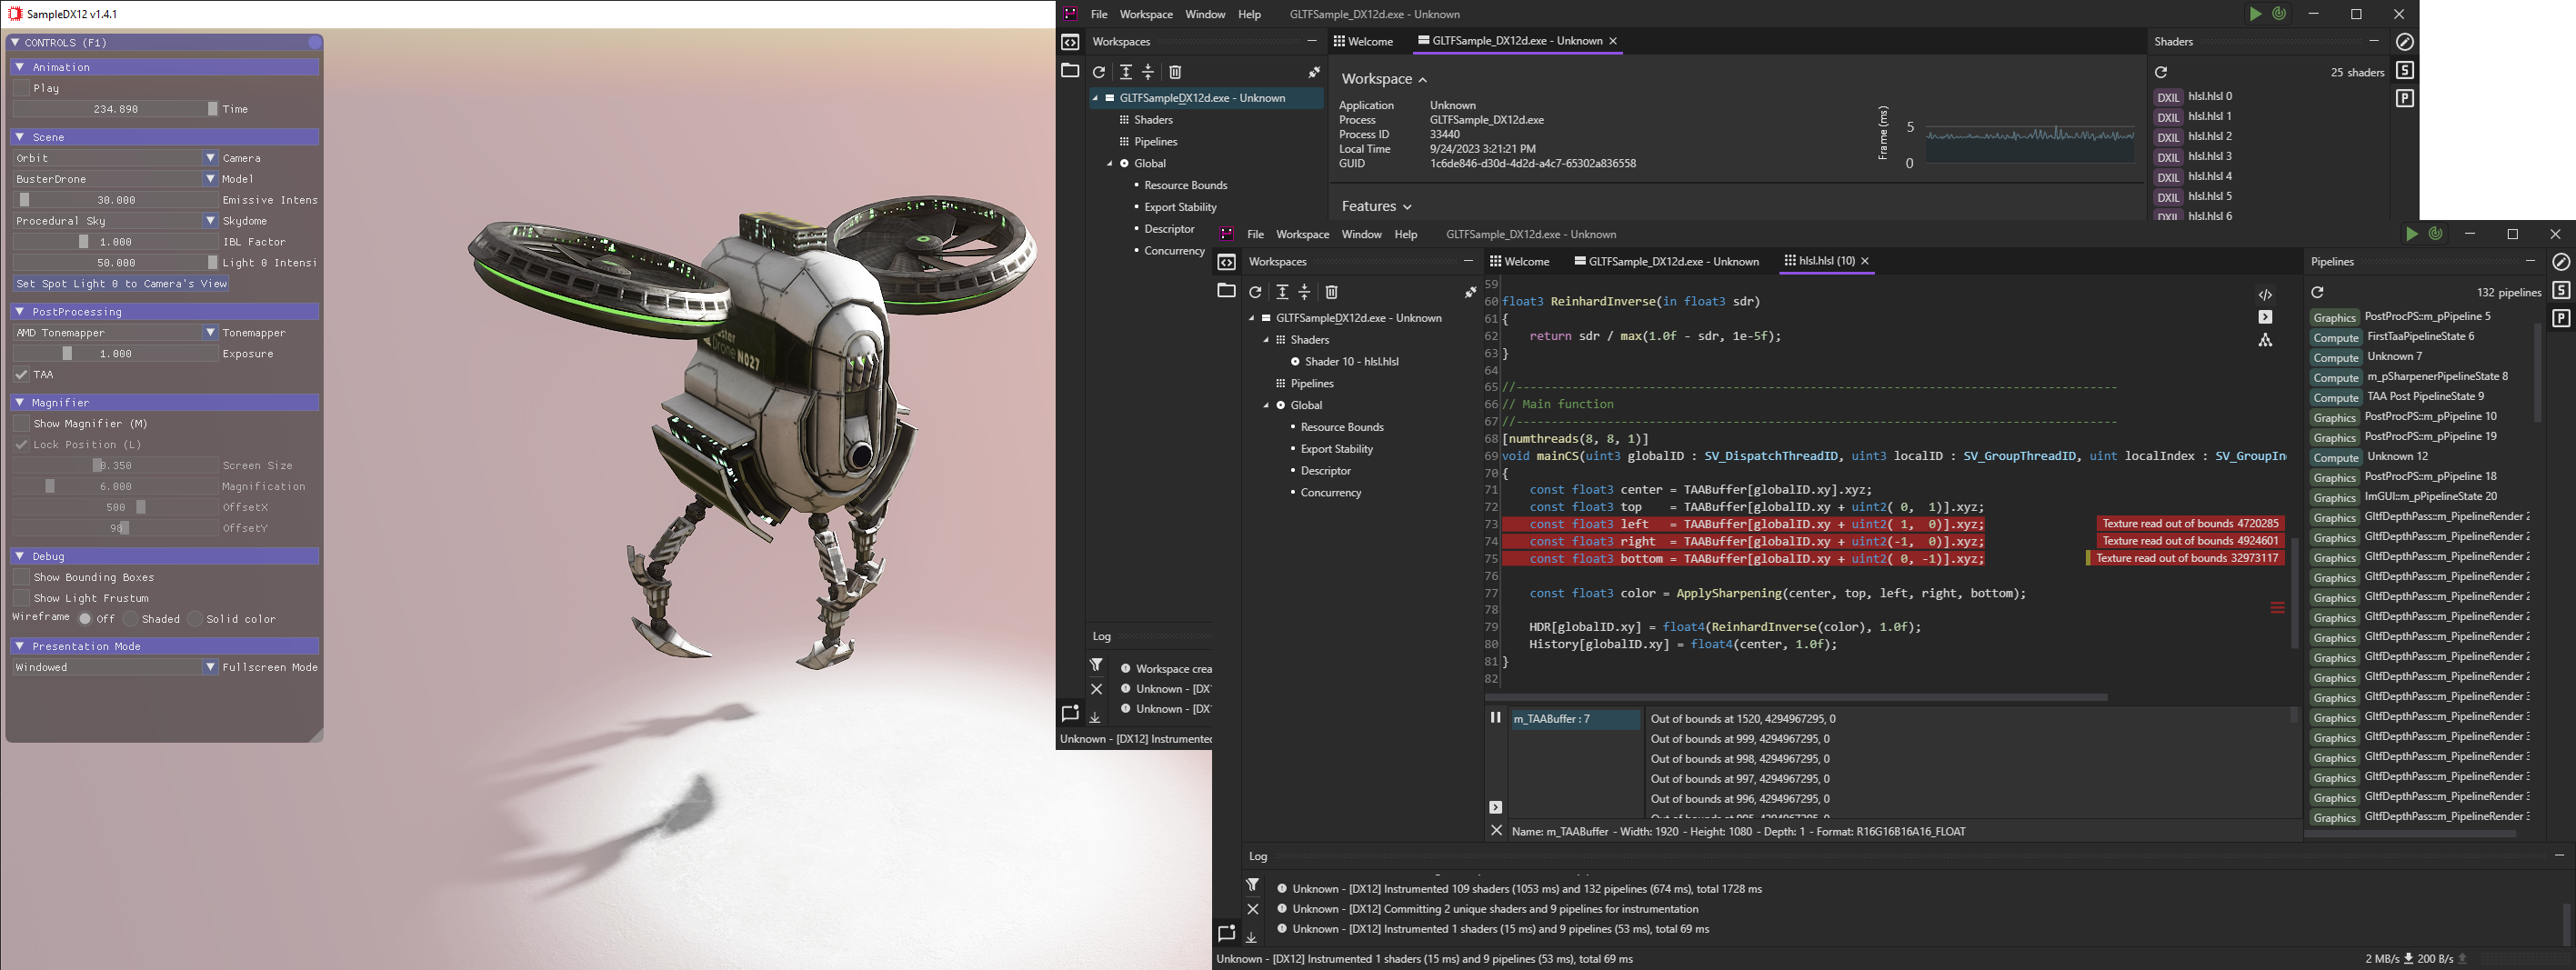 SampleDX12 v1.4.1
CONTROLS (F1)
Animation
Play
234.890 Time
Scene
Orbit Camera
BusterDrone Model
30.000 Emissive Intens
Procedural Sky Skydome
1.000 IBL Factor
50.000 Light 0 Intensi
Set Spot Light 0 to Camera's View
PostProcessing
AMD Tonemapper Tonemapper
1.000 Exposure
TAA
Magnifier
Show Magnifier (M)
Lock Position (L)
0.350 Screen Size
6.000 Magnification
500 OffsetX
OffsetY
Debug
Show Bounding Boxes
Show Light Frustum
Wireframe Off Shaded Solid color
Presentation Mode
Windowed Fullscreen Mode
Drone N027
File Workspace Window Help GLTFSample_DX12d.exe - Unknown
Workspaces
Welcome GLTFSample_DX12d.exe - Unknown
Shaders
GLTFSampleDX12d.exe - Unknown
Shaders
Pipelines
Global
Resource Bounds
Export Stability
Descriptor
Concurrency
Workspace
Application Unknown
Process GLTFSample_DX12d.exe
Process ID 33440
Local Time 9/24/2023 3:21:21 PM
GUID 1c6de846-d30d-4d2d-a4c7-65302a836558
Features
Frame (ms)
5
0
25 shaders
DXIL hlsl.hlsl 0
DXIL hlsl.hlsl 1
DXIL hlsl.hlsl 2
DXIL hlsl.hlsl 3
DXIL hlsl.hlsl 4
DXIL hlsl.hlsl 5
DXIL hlsl.hlsl 6
Log
Workspace crea
Unknown - [DX
Unknown - [DX
Unknown - [DX12] Instrumented
File Workspace Window Help GLTFSample_DX12d.exe - Unknown
Workspaces
Welcome GLTFSample_DX12d.exe - Unknown hlsl.hlsl (10)
Pipelines
GLTFSampleDX12d.exe - Unknown
Shaders
Shader 10 - hlsl.hlsl
Pipelines
Global
Resource Bounds
Export Stability
Descriptor
Concurrency
59
60 float3 ReinhardInverse(in float3 sdr)
61 {
62 return sdr / max(1.0f - sdr, 1e-5f);
63 }
64
65 //-------------------------------------------------------------------------------------
66 // Main function
67 //-------------------------------------------------------------------------------------
68 [numthreads(8, 8, 1)]
69 void mainCS(uint3 globalID : SV_DispatchThreadID, uint3 localID : SV_GroupThreadID, uint localIndex : SV_GroupIn
70 {
71 const float3 center = TAABuffer[globalID.xy].xyz;
72 const float3 top = TAABuffer[globalID.xy + uint2( 0, 1)].xyz;
73 const float3 left = TAABuffer[globalID.xy + uint2( 1, 0)].xyz; Texture read out of bounds 4720285
74 const float3 right = TAABuffer[globalID.xy + uint2(-1, 0)].xyz; Texture read out of bounds 4924601
75 const float3 bottom = TAABuffer[globalID.xy + uint2( 0, -1)].xyz; Texture read out of bounds 32973117
76
77 const float3 color = ApplySharpening(center, top, left, right, bottom);
78
79 HDR[globalID.xy] = float4(ReinhardInverse(color), 1.0f);
80 History[globalID.xy] = float4(center, 1.0f);
81 }
82
m_TAABuffer : 7
Out of bounds at 1520, 4294967295, 0
Out of bounds at 999, 4294967295, 0
Out of bounds at 998, 4294967295, 0
Out of bounds at 997, 4294967295, 0
Out of bounds at 996, 4294967295, 0
Out of bounds at 995, 4294967295, 0
Name: m_TAABuffer - Width: 1920 - Height: 1080 - Depth: 1 - Format: R16G16B16A16_FLOAT
132 pipelines
Graphics PostProcPS::m_pPipeline 5
Compute FirstTaaPipelineState 6
Compute Unknown 7
Compute m_pSharpenerPipelineState 8
Compute TAA Post PipelineState 9
Graphics PostProcPS::m_pPipeline 10
Graphics PostProcPS::m_pPipeline 19
Compute Unknown 12
Graphics PostProcPS::m_pPipeline 18
Graphics ImGUI::m_pPipelineState 20
Graphics GltfDepthPass::m_PipelineRender 2
Graphics GltfDepthPass::m_PipelineRender 2
Graphics GltfDepthPass::m_PipelineRender 2
Graphics GltfDepthPass::m_PipelineRender 2
Graphics GltfDepthPass::m_PipelineRender 2
Graphics GltfDepthPass::m_PipelineRender 2
Graphics GltfDepthPass::m_PipelineRender 2
Graphics GltfDepthPass::m_PipelineRender 2
Graphics GltfDepthPass::m_PipelineRender 2
Graphics GltfDepthPass::m_PipelineRender 3
Graphics GltfDepthPass::m_PipelineRender 3
Graphics GltfDepthPass::m_PipelineRender 3
Graphics GltfDepthPass::m_PipelineRender 3
Graphics GltfDepthPass::m_PipelineRender 3
Graphics GltfDepthPass::m_PipelineRender 3
Graphics GltfDepthPass::m_PipelineRender 3
Log
Unknown - [DX12] Instrumented 109 shaders (1053 ms) and 132 pipelines (674 ms), total 1728 ms
Unknown - [DX12] Committing 2 unique shaders and 9 pipelines for instrumentation
Unknown - [DX12] Instrumented 1 shaders (15 ms) and 9 pipelines (53 ms), total 69 ms
Unknown - [DX12] Instrumented 1 shaders (15 ms) and 9 pipelines (53 ms), total 69 ms
2 MB/s 200 B/s